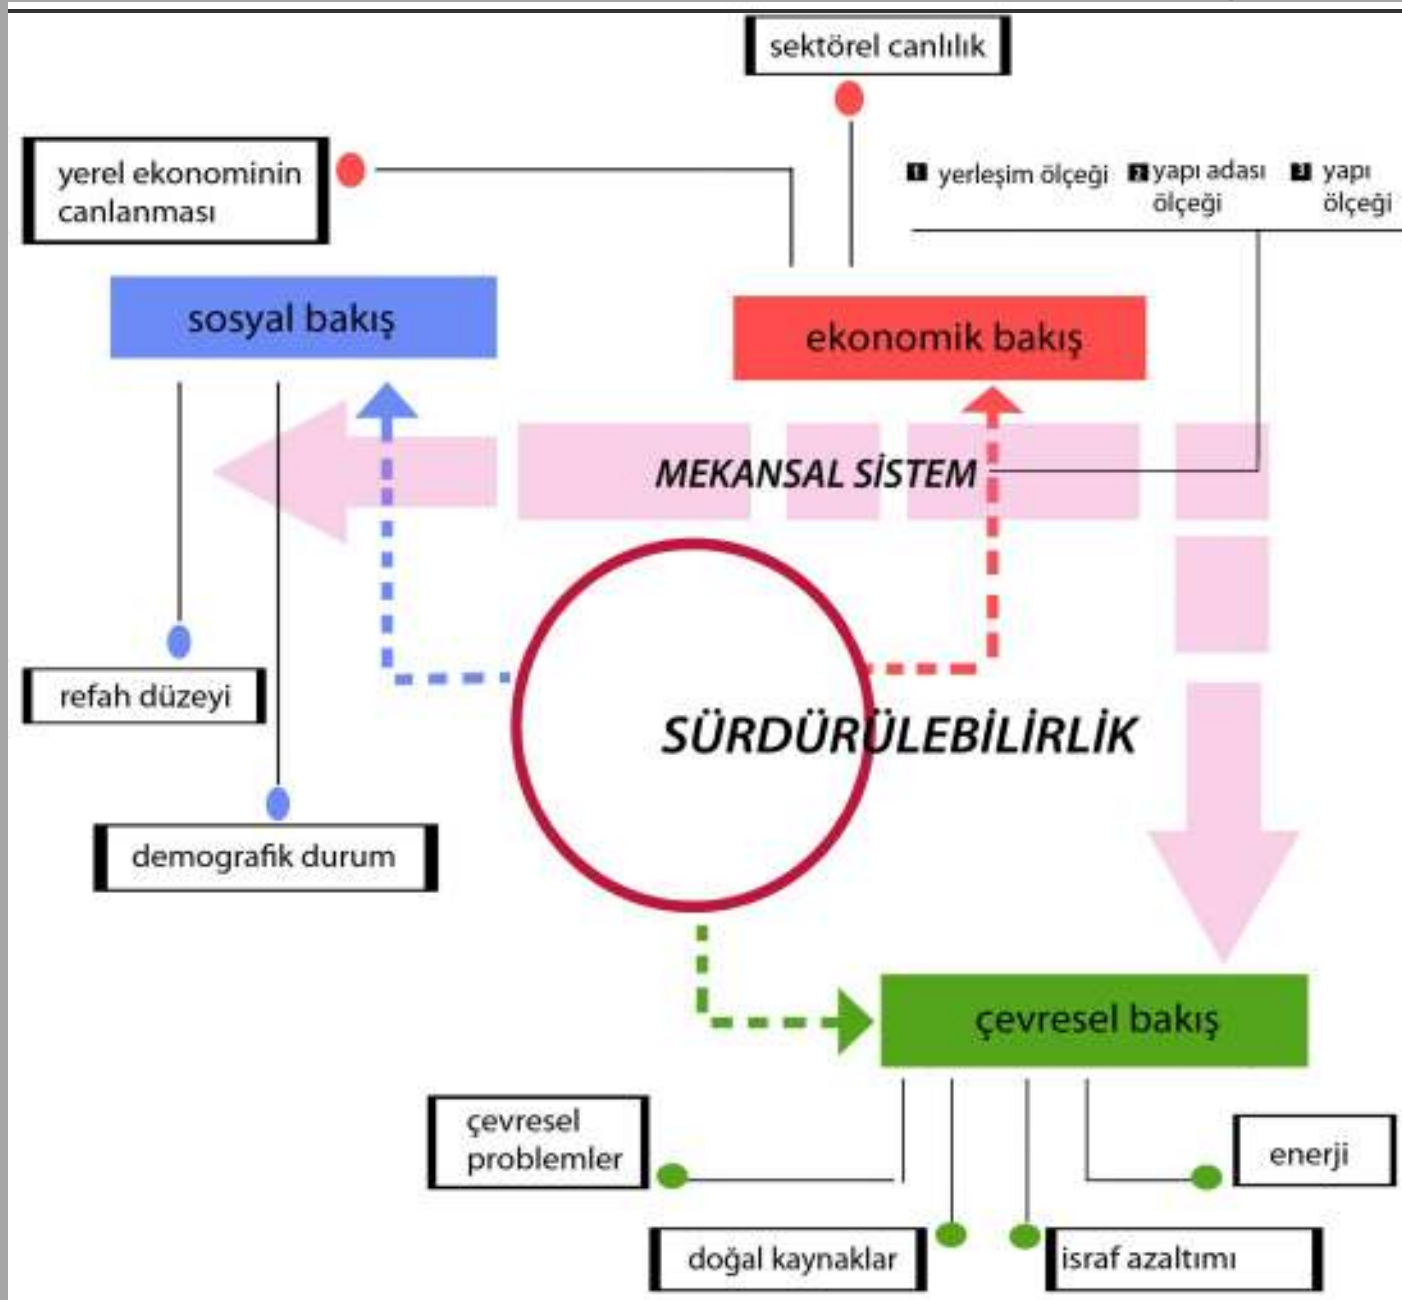 sektörel canlılık
yerel ekonominin
canlanması
1 yerleşim ölçeği 2 yapı adası 3 yapı
ölçeği ölçeği
sosyal bakış
ekonomik bakış
MEKANSAL SİSTEM
refah düzeyi
SÜRDÜRÜLEBİLİRLİK
demografik durum
çevresel bakış
çevresel
problemler
enerji
doğal kaynaklar
israf azaltımı